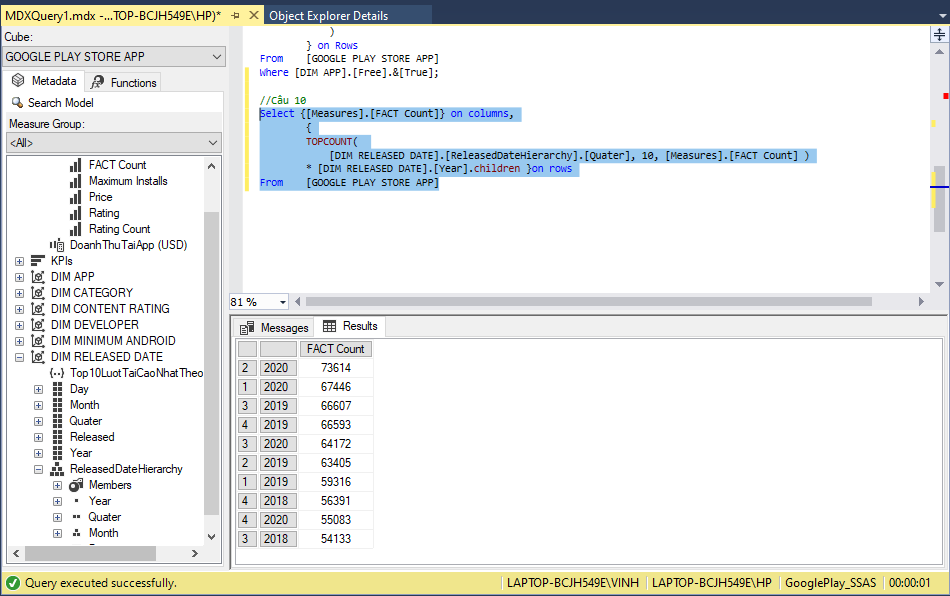 MDXQuery1.mdx -...TOP-BCJH549E\HP)*
Object Explorer Details
Cube:
GOOGLE PLAY STORE APP
Metadata
Functions
Search Model
Measure Group:
<All>
FACT Count
Maximum Installs
Price
Rating
Rating Count
DoanhThuTaiApp (USD)
KPIs
DIM APP
DIM CATEGORY
DIM CONTENT RATING
DIM DEVELOPER
DIM MINIMUM ANDROID
DIM RELEASED DATE
Top10LuotTaiCaoNhatTheo
Day
Month
Quater
Released
Year
ReleasedDateHierarchy
Members
Year
Quater
Month
)
} on Rows
From [GOOGLE PLAY STORE APP]
Where [DIM APP].[Free].&[True];
//Câu 10
Select {[Measures].[FACT Count]} on columns,
{
TOPCOUNT(
[DIM RELEASED DATE].[ReleasedDateHierarchy].[Quater], 10, [Measures].[FACT Count] )
* [DIM RELEASED DATE].[Year].children }on rows
From [GOOGLE PLAY STORE APP]
81 %
Messages
Results
FACT Count
2 2020 73614
1 2020 67446
3 2019 66607
4 2019 66593
3 2020 64172
2 2019 63405
1 2019 59316
4 2018 56391
4 2020 55083
3 2018 54133
Query executed successfully.
LAPTOP-BCJH549E\VINH
LAPTOP-BCJH549E\HP
GooglePlay_SSAS
00:00:01